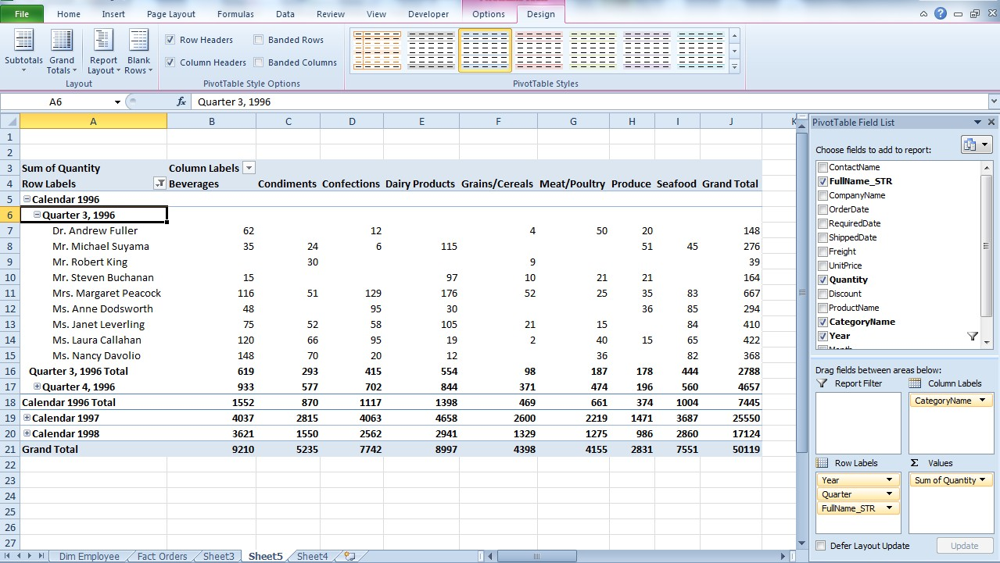 File Home Insert Page Layout Formulas Data Review View Developer Options Design
Row Headers Banded Rows
Subtotals Grand Totals Report Layout Blank Rows
Column Headers Banded Columns
Layout PivotTable Style Options PivotTable Styles
A6 fx Quarter 3, 1996
A B C D E F G H I J K
1
2
3 Sum of Quantity Column Labels
4 Row Labels Beverages Condiments Confections Dairy Products Grains/Cereals Meat/Poultry Produce Seafood Grand Total
5 Calendar 1996
6 Quarter 3, 1996
7 Dr. Andrew Fuller 62 12 4 50 20 148
8 Mr. Michael Suyama 35 24 6 115 51 45 276
9 Mr. Robert King 30 9 39
10 Mr. Steven Buchanan 15 97 10 21 21 164
11 Mrs. Margaret Peacock 116 51 129 176 52 25 35 83 667
12 Ms. Anne Dodsworth 48 95 30 36 85 294
13 Ms. Janet Leverling 75 52 58 105 21 15 84 410
14 Ms. Laura Callahan 120 66 95 19 2 40 15 65 422
15 Ms. Nancy Davolio 148 70 20 12 36 82 368
16 Quarter 3, 1996 Total 619 293 415 554 98 187 178 444 2788
17 Quarter 4, 1996 933 577 702 844 371 474 196 560 4657
18 Calendar 1996 Total 1552 870 1117 1398 469 661 374 1004 7445
19 Calendar 1997 4037 2815 4063 4658 2600 2219 1471 3687 25550
20 Calendar 1998 3621 1550 2562 2941 1329 1275 986 2860 17124
21 Grand Total 9210 5235 7742 8997 4398 4155 2831 7551 50119
22
23
24
25
26
27
Dim Employee Fact Orders Sheet3 Sheet5 Sheet4
PivotTable Field List
Choose fields to add to report:
ContactName
FullName_STR
CompanyName
OrderDate
RequiredDate
ShippedDate
Freight
UnitPrice
Quantity
Discount
ProductName
CategoryName
Year
Drag fields between areas below:
Report Filter Column Labels
CategoryName
Row Labels Σ Values
Year Sum of Quantity
Quarter
FullName_STR
Defer Layout Update Update